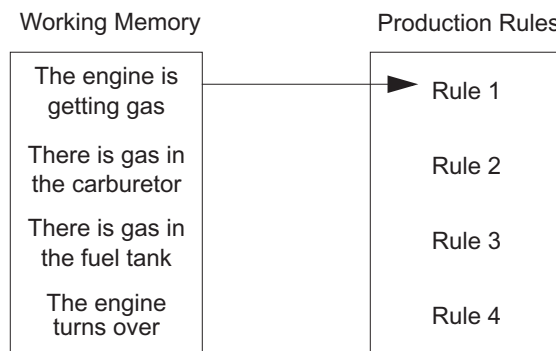 Working Memory
Production Rules
The engine is
getting gas
There is gas in
the carburetor
There is gas in
the fuel tank
The engine
turns over
Rule 1
Rule 2
Rule 3
Rule 4